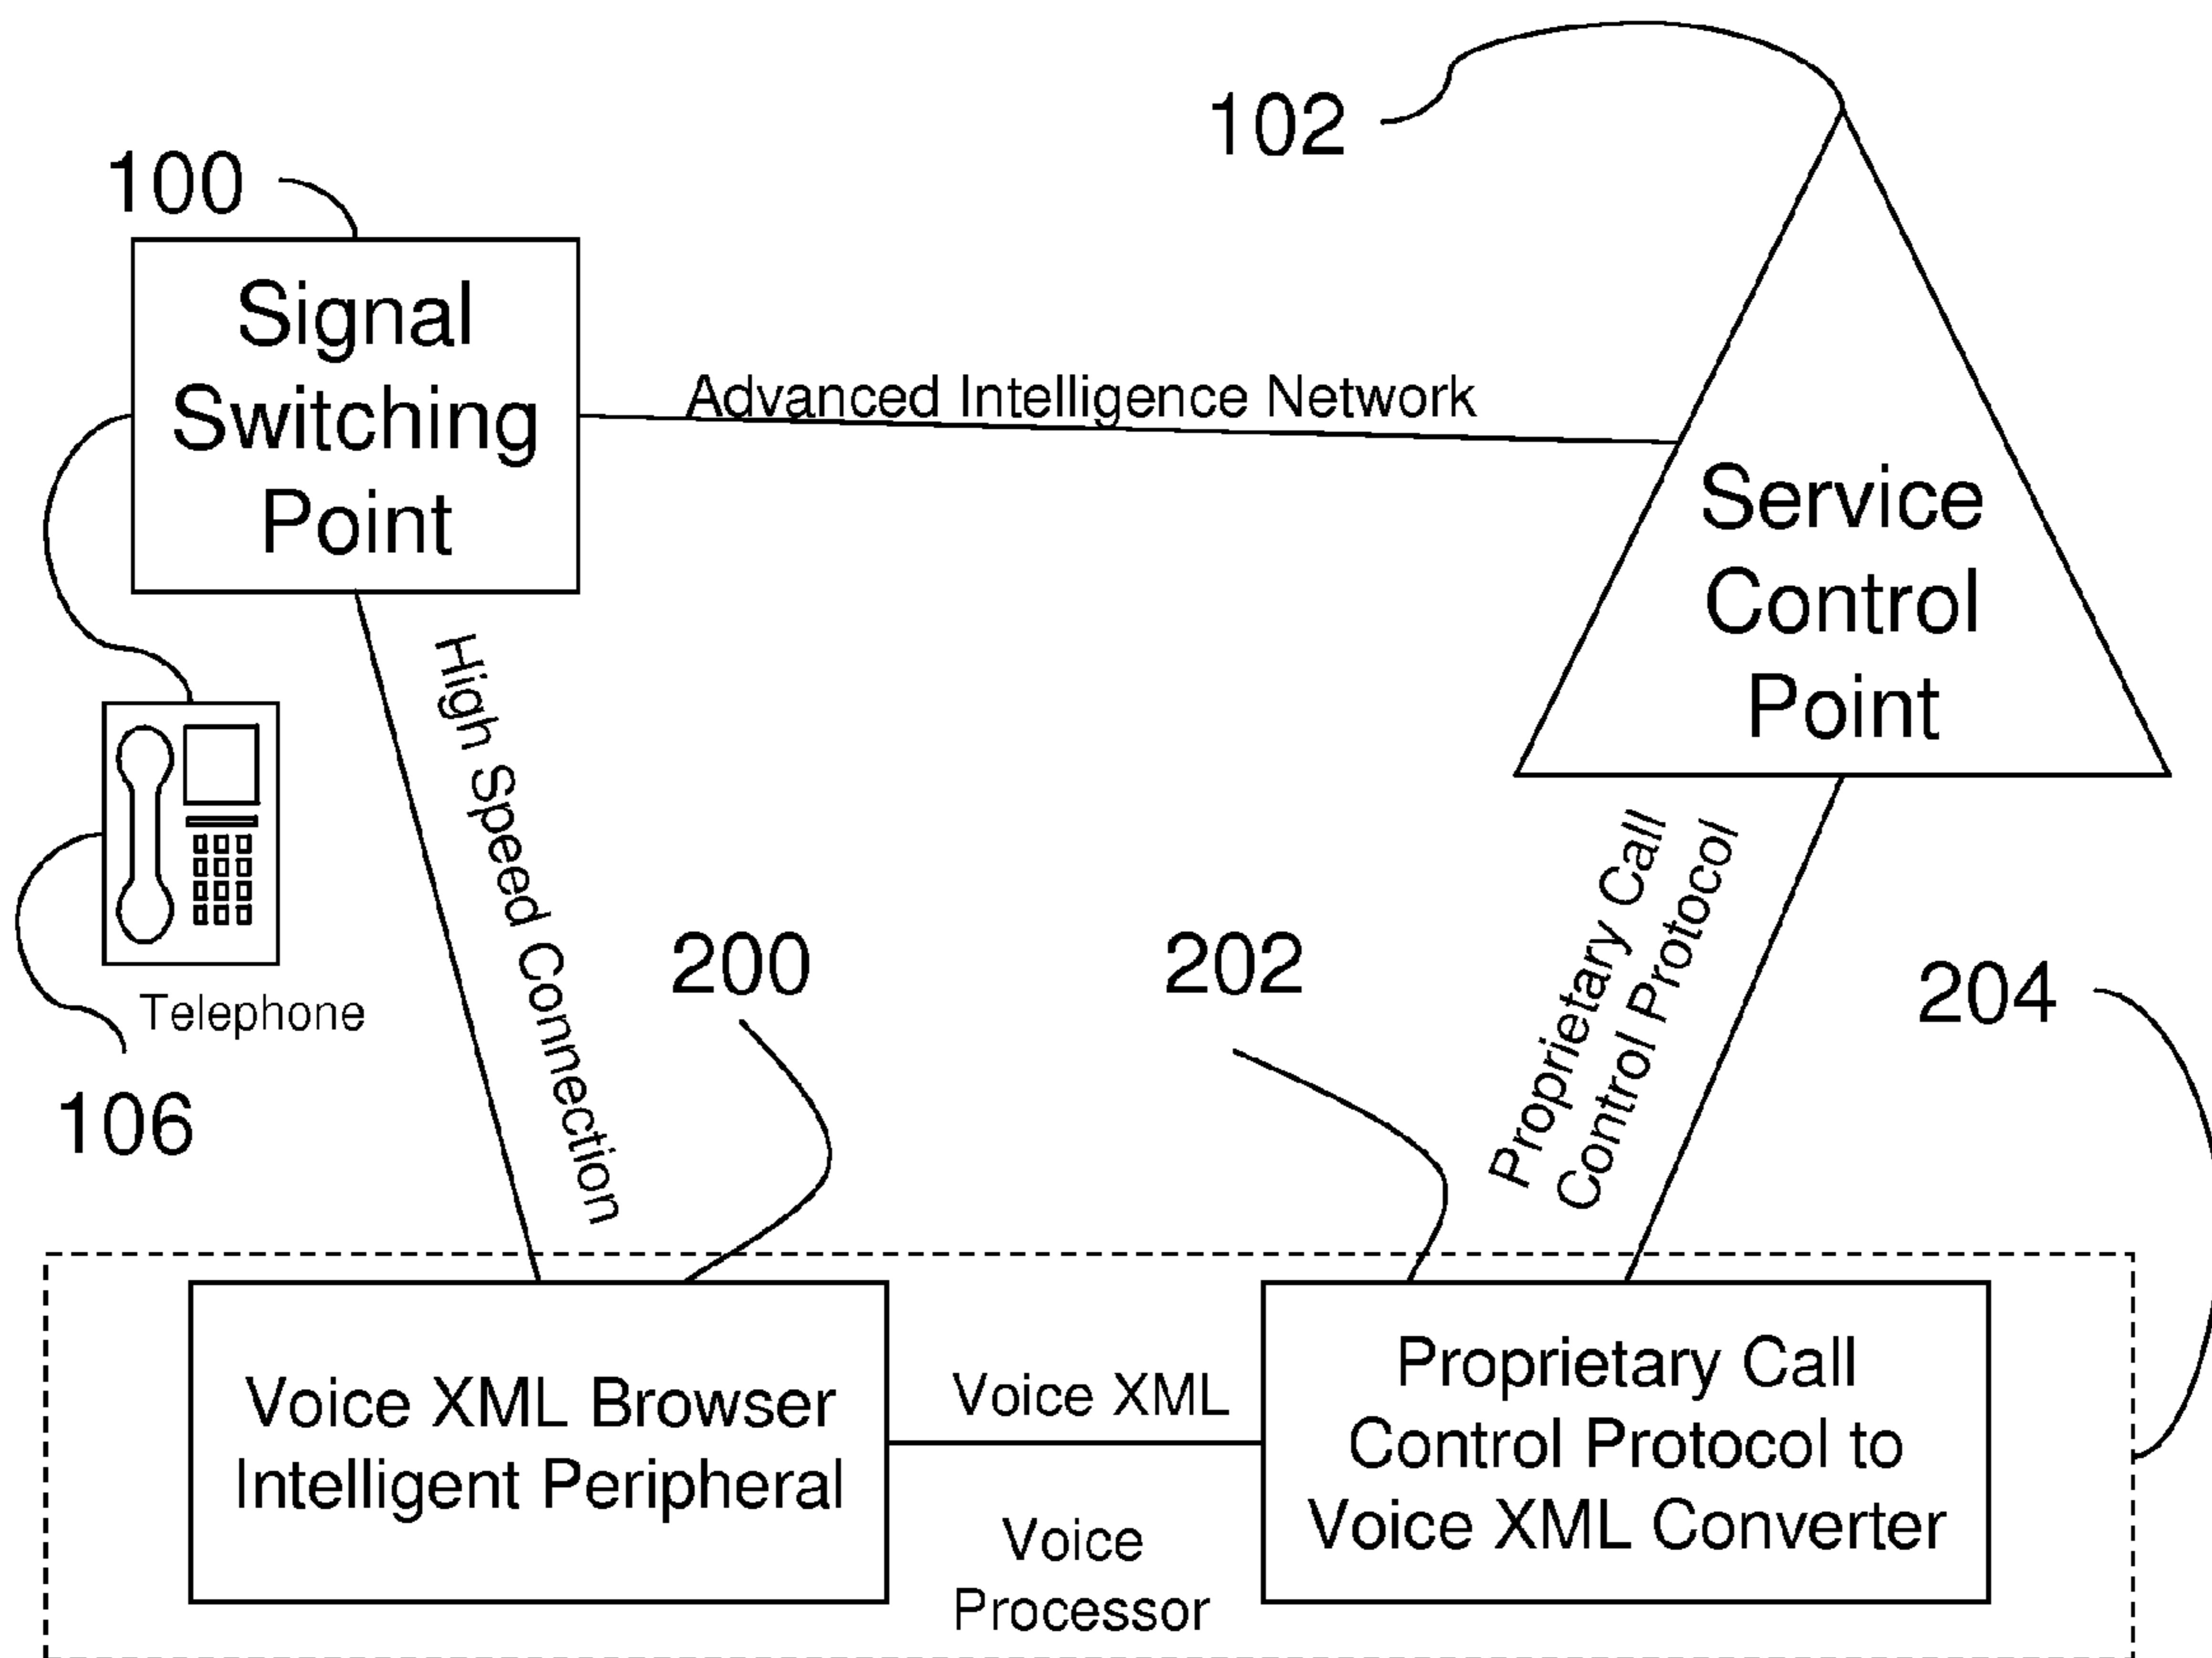 102
100
Signal
Switching
Point
Advanced Intelligence Network
Service
Control
Point
High Speed Connection
Proprietary Call
Control Protocol
Telephone
106
200
202
204
Voice XML Browser
Intelligent Peripheral
Voice XML
Voice
Processor
Proprietary Call
Control Protocol to
Voice XML Converter